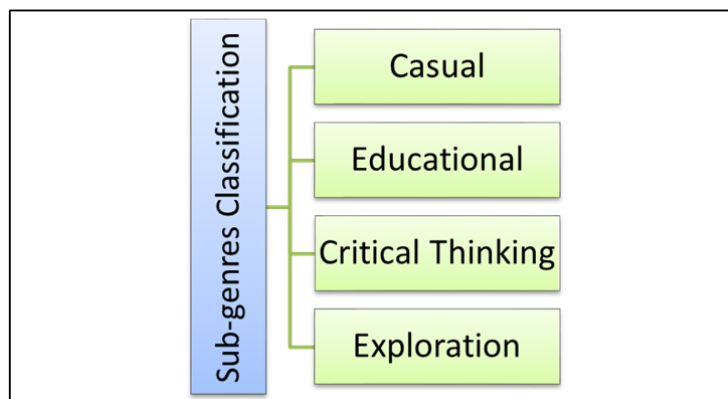 Sub-genres Classification
Casual
Educational
Critical Thinking
Exploration